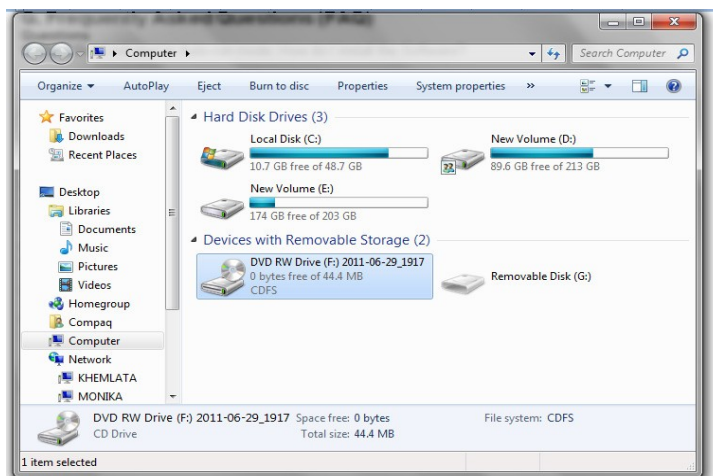 Computer
Search Computer
Organize AutoPlay Eject Burn to disc Properties System properties »
Favorites
Downloads
Recent Places
Desktop
Libraries
Documents
Music
Pictures
Videos
Homegroup
Compaq
Computer
Network
KHEMLATA
MONIKA
Hard Disk Drives (3)
Local Disk (C:)
10.7 GB free of 48.7 GB
New Volume (D:)
89.6 GB free of 213 GB
New Volume (E:)
174 GB free of 203 GB
Devices with Removable Storage (2)
DVD RW Drive (F:) 2011-06-29_1917
0 bytes free of 44.4 MB
CDFS
Removable Disk (G:)
DVD RW Drive (F:) 2011-06-29_1917 Space free: 0 bytes File system: CDFS
CD Drive Total size: 44.4 MB
1 item selected